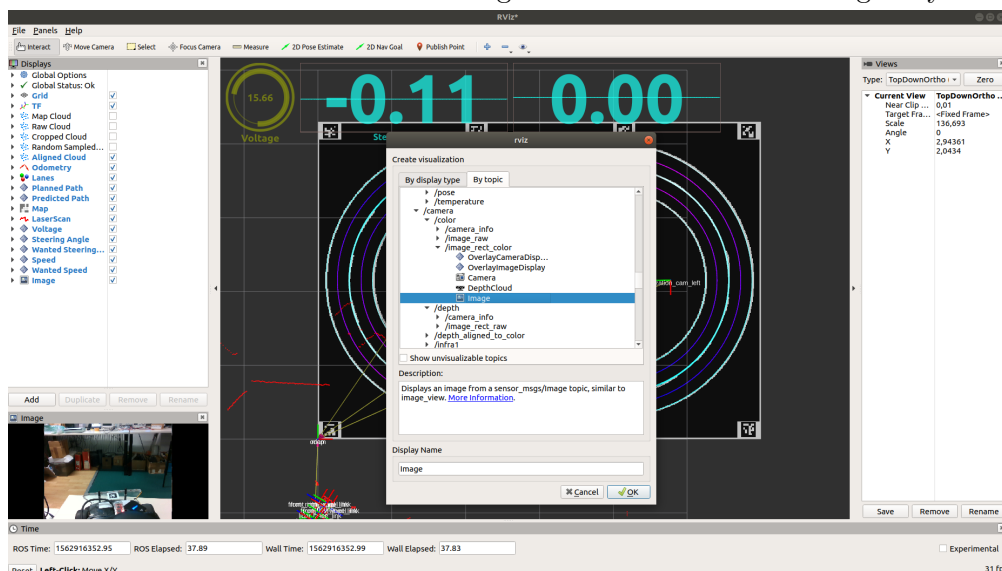 RViz*
File Panels Help
Interact Move Camera Select Focus Camera Measure 2D Pose Estimate 2D Nav Goal Publish Point
Displays
Global Options
Global Status: Ok
Grid
TF
Map Cloud
Raw Cloud
Cropped Cloud
Random Sampled...
Aligned Cloud
Odometry
Lanes
Planned Path
Predicted Path
Map
LaserScan
Voltage
Steering Angle
Wanted Steering...
Speed
Wanted Speed
Image
Add Duplicate Remove Rename
Image
15.66
Voltage
-0.11
Ste
0.00
rviz
Create visualization
By display type By topic
/pose
/temperature
/camera
/color
/camera_info
/image_raw
/image_rect_color
OverlayCameraDisp...
OverlayImageDisplay
Camera
DepthCloud
Image
/depth
/camera_info
/image_rect_raw
/depth_aligned_to_color
/infra1
Show unvisualizable topics
Description:
Displays an image from a sensor_msgs/Image topic, similar to
image_view. More Information.
Display Name
Image
Cancel OK
odom
Views
Type: TopDownOrtho Zero
Current View TopDownOrtho ...
Near Clip ... 0,01
Target Fra... <Fixed Frame>
Scale 136,693
Angle 0
X 2,94361
Y 2,0434
Save Remove Rename
Time
ROS Time: 1562916352.95 ROS Elapsed: 37.89 Wall Time: 1562916352.99 Wall Elapsed: 37.83 Experimental
Reset Left-Click: Move X/Y. 31 fp